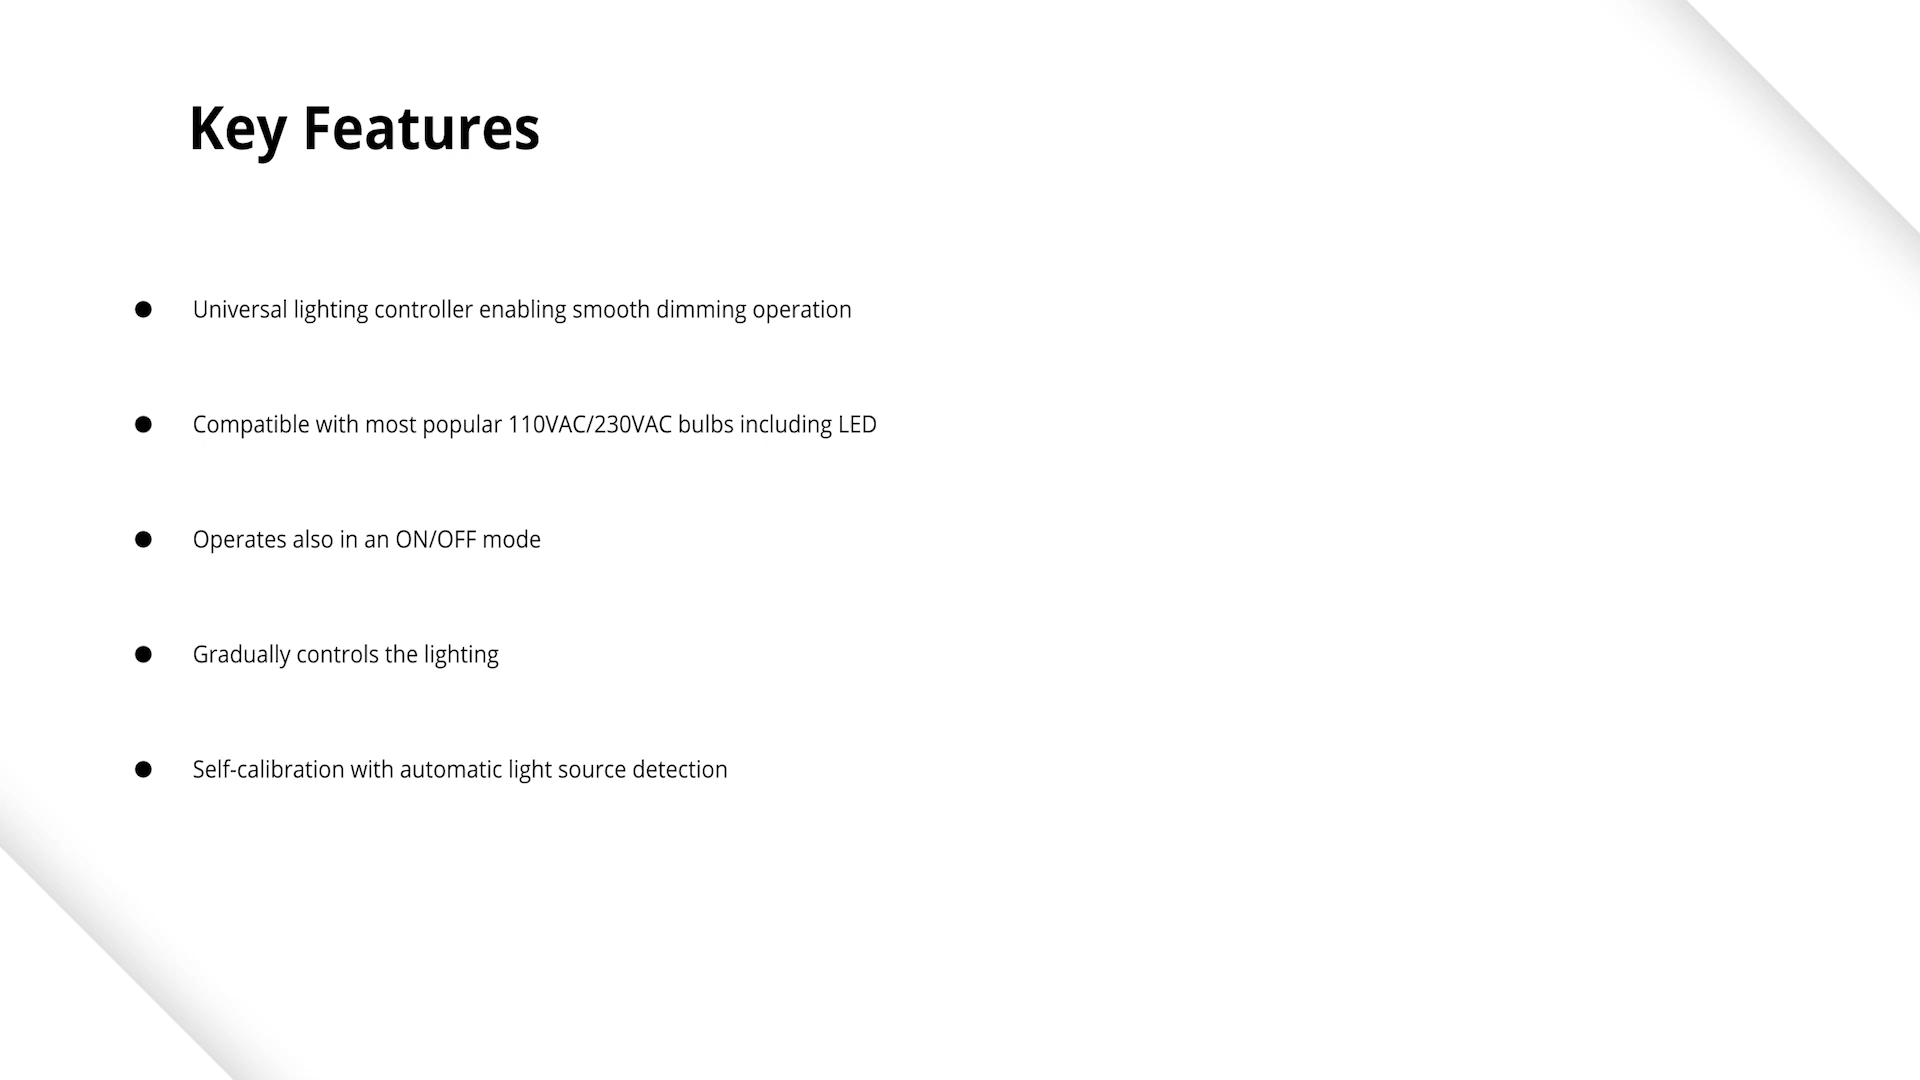 Key Features
● Universal lighting controller enabling smooth dimming operation
● Compatible with most popular 110VAC/230VAC bulbs including LED
● Operates also in an ON/OFF mode
● Gradually controls the lighting
● Self-calibration with automatic light source detection